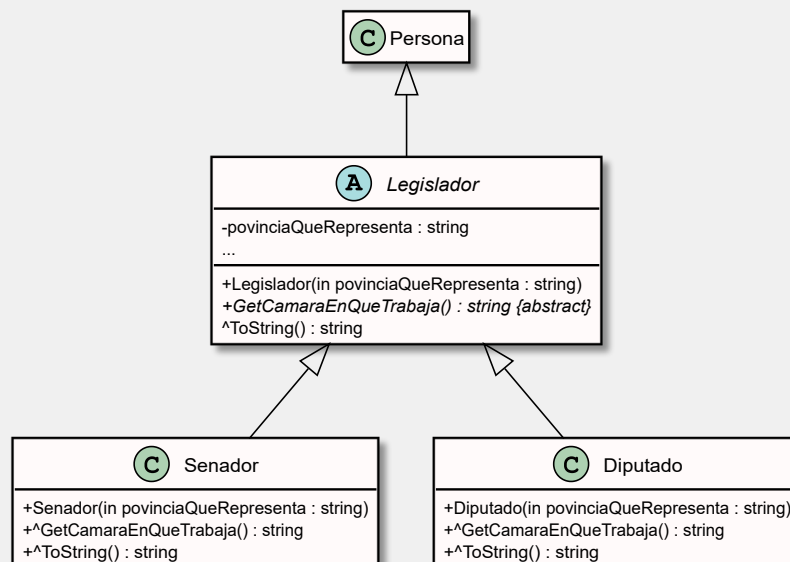 C Persona
A Legislador
-povinciaQueRepresenta : string
...
+Legislador(in povinciaQueRepresenta : string)
+GetCamaraEnQueTrabaja() : string {abstract}
^ToString() : string
C Senador
+Senador(in povinciaQueRepresenta : string)
+^GetCamaraEnQueTrabaja() : string
+^ToString() : string
C Diputado
+Diputado(in povinciaQueRepresenta : string)
+^GetCamaraEnQueTrabaja() : string
+^ToString() : string